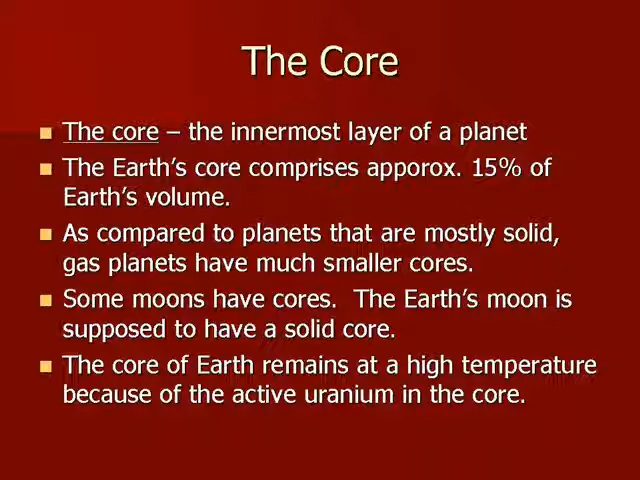 The Core
The core – the innermost layer of a planet
The Earth's core comprises apporox. 15% of
Earth's volume.
As compared to planets that are mostly solid,
gas planets have much smaller cores.
Some moons have cores.  The Earth's moon is
supposed to have a solid core.
The core of Earth remains at a high temperature
because of the active uranium in the core.